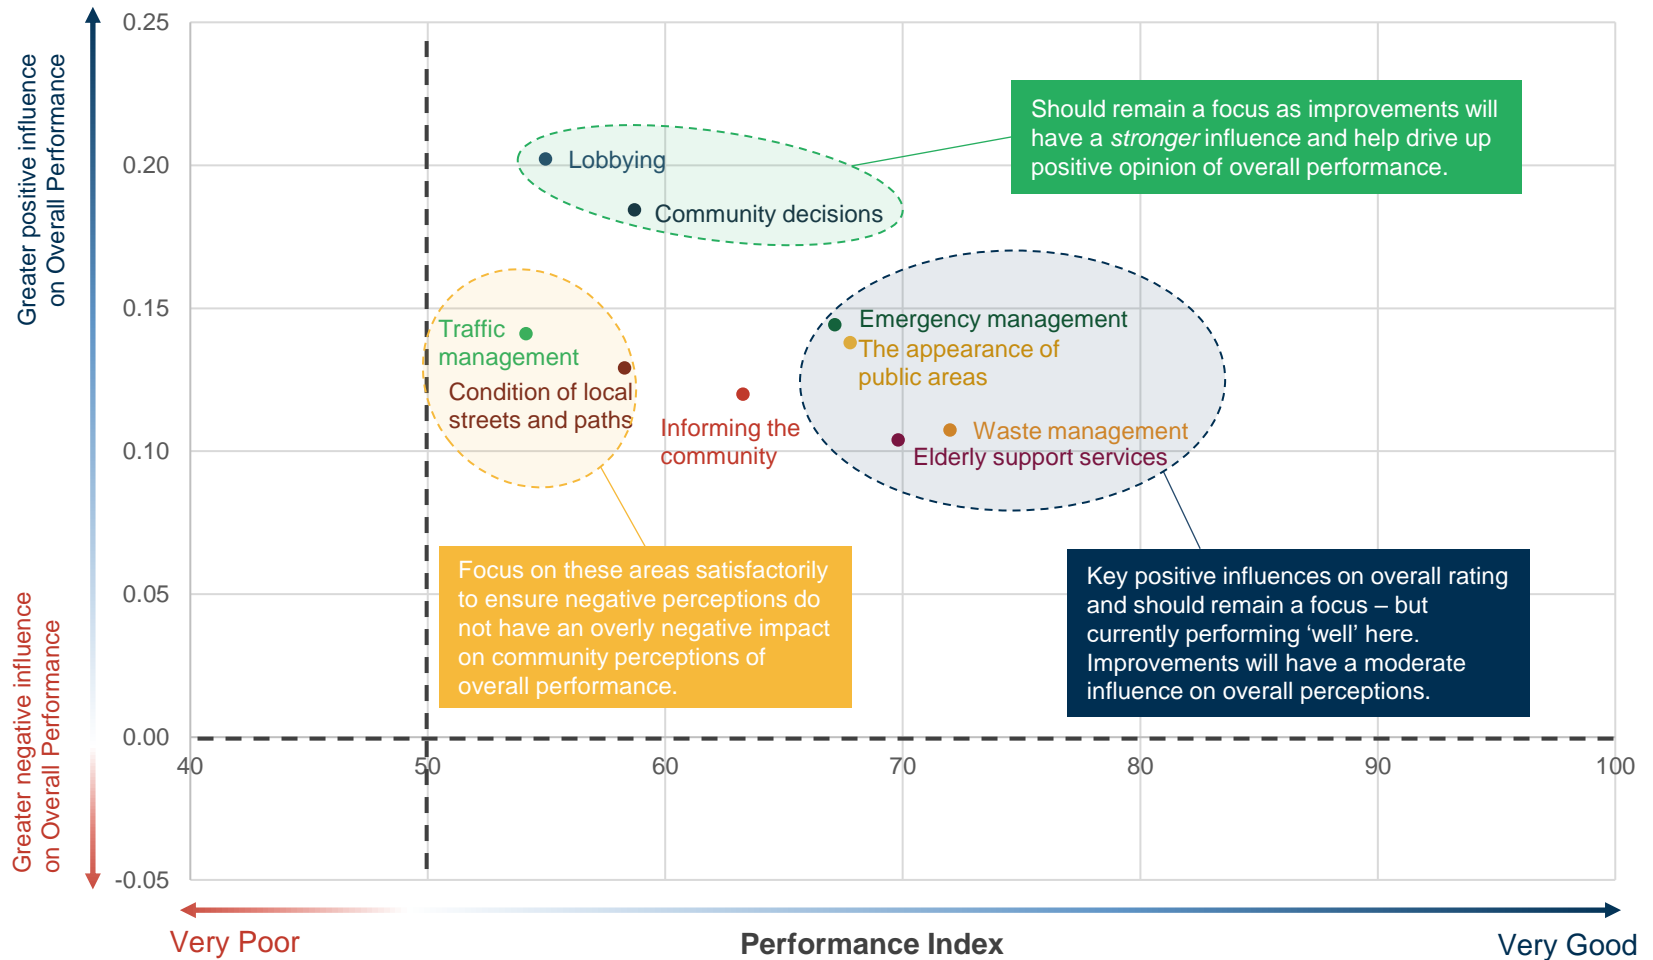 Greater positive influence
on Overall Performance
Greater negative influence
on Overall Performance
0.25
0.20
0.15
0.10
0.05
0.00
-0.05
40
50
60
70
80
90
100
Lobbying
Community decisions
Should remain a focus as improvements will
have a stronger influence and help drive up
positive opinion of overall performance.
Traffic
management
Condition of local
streets and paths
Informing the
community
Emergency management
The appearance of
public areas
Waste management
Elderly support services
Focus on these areas satisfactorily
to ensure negative perceptions do
not have an overly negative impact
on community perceptions of
overall performance.
Key positive influences on overall rating
and should remain a focus – but
currently performing ‘well’ here.
Improvements will have a moderate
influence on overall perceptions.
Very Poor
Performance Index
Very Good